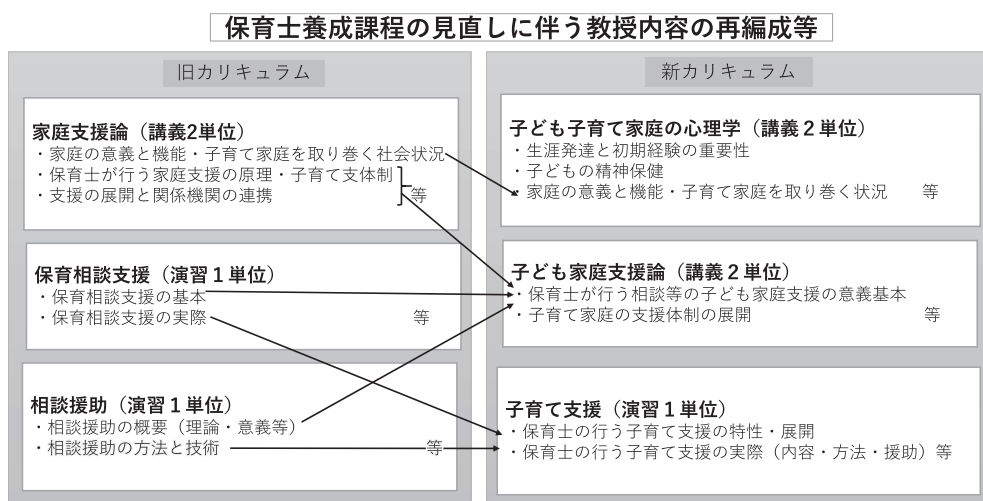 保育士養成課程の見直しに伴う教授内容の再編成等
旧カリキュラム
家庭支援論（講義2単位）
・家庭の意義と機能・子育て家庭を取り巻く社会状況
・保育士が行う家庭支援の原理・子育て支体制
・支援の展開と関係機関の連携 等
保育相談支援（演習１単位）
・保育相談支援の基本
・保育相談支援の実際 等
相談援助（演習１単位）
・相談援助の概要（理論・意義等）
・相談援助の方法と技術 等
新カリキュラム
子ども子育て家庭の心理学（講義２単位）
・生涯発達と初期経験の重要性
・子どもの精神保健
・家庭の意義と機能・子育て家庭を取り巻く状況 等
子ども家庭支援論（講義２単位）
・保育士が行う相談等の子ども家庭支援の意義基本
・子育て家庭の支援体制の展開 等
子育て支援（演習１単位）
・保育士の行う子育て支援の特性・展開
・保育士の行う子育て支援の実際（内容・方法・援助）等